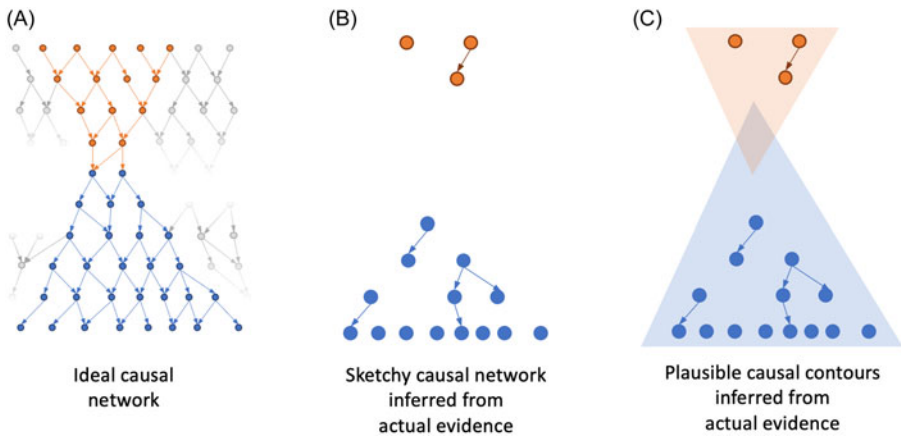 (A)
(B)
(C)
Ideal causal
network
Sketchy causal network
inferred from
actual evidence
Plausible causal contours
inferred from
actual evidence